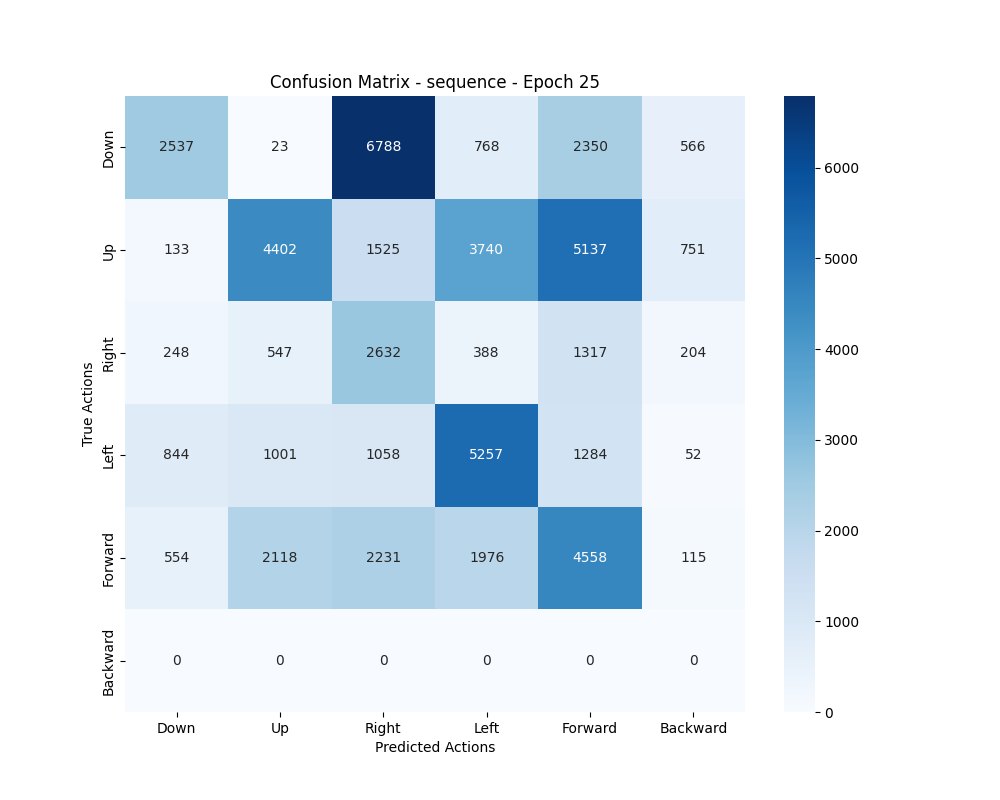 Confusion Matrix - sequence - Epoch 25
True Actions
Down 2537 23 6788 768 2350 566
Up 133 4402 1525 3740 5137 751
Right 248 547 2632 388 1317 204
Left 844 1001 1058 5257 1284 52
Forward 554 2118 2231 1976 4558 115
Backward 0 0 0 0 0 0
Down Up Right Left Forward Backward
Predicted Actions
6000
5000
4000
3000
2000
1000
0